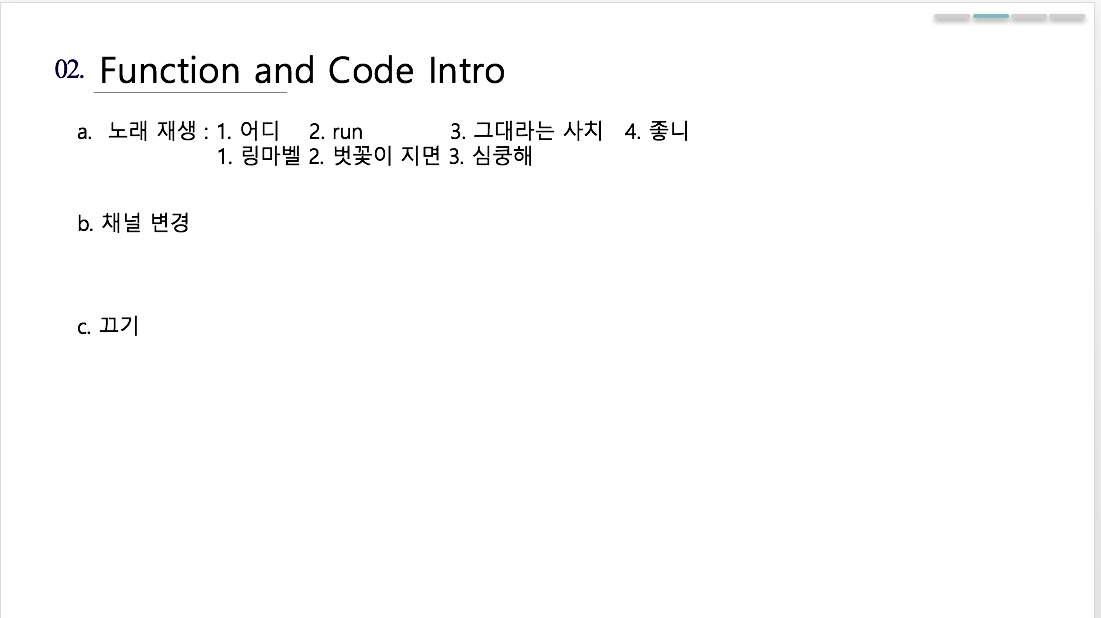 02. Function and Code Intro
a. 노래 재생 : 1. 어디 2. run 3. 그대라는 사치 4. 좋니
1. 링마벨 2. 벗꽃이 지면 3. 심쿵해
b. 채널 변경
c. 끄기